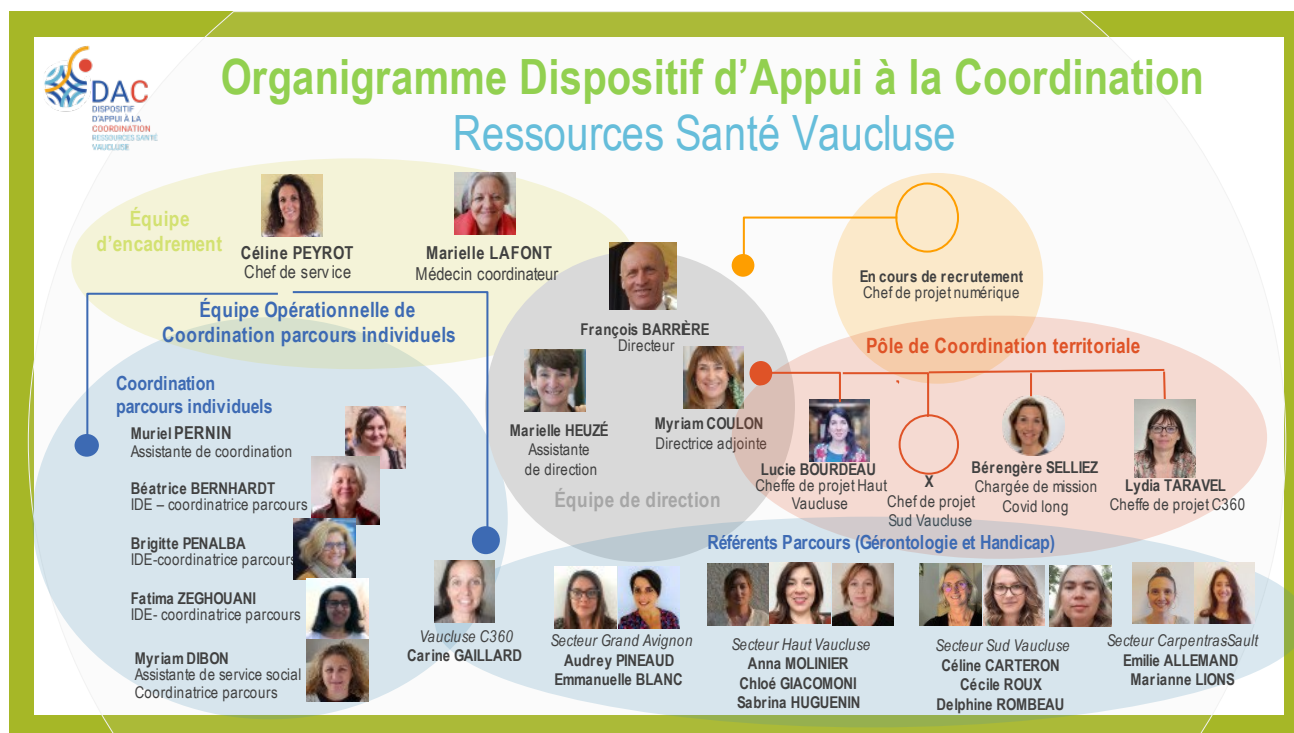 DAC
DISPOSITIF
D'APPUI À LA
COORDINATION
RESSOURCES SANTÉ
VAUCLUSE
Organigramme Dispositif d'Appui à la Coordination
Ressources Santé Vaucluse
Équipe
d'encadrement
Céline PEYROT
Chef de service
Marielle LAFONT
Médecin coordinateur
En cours de recrutement
Chef de projet numérique
François BARRIÈRE
Directeur
Marielle HEUZÉ
Assistante
de direction
Myriam COULON
Directrice adjointe
Équipe de direction
Équipe Opérationnelle de
Coordination parcours individuels
Coordination
parcours individuels
Muriel PERNIN
Assistante de coordination
Béatrice BERNHARDT
IDE – coordinatrice parcours
Brigitte PENALBA
IDE-coordinatrice parcours
Fatima ZEGHOUANI
IDE- coordinatrice parcours
Myriam DIBON
Assistante de service social
Coordinatrice parcours
Pôle de Coordination territoriale
Lucie BOURDEAU
Cheffe de projet Haut
Vaucluse
X
Chef de projet
Sud Vaucluse
Bérengère SELLIEZ
Chargée de mission
Covid long
Lydia TARAVEL
Cheffe de projet C360
Référents Parcours (Gérontologie et Handicap)
Vaucluse C360
Carine GAILLARD
Secteur Grand Avignon
Audrey PINEAUD
Emmanuelle BLANC
Secteur Haut Vaucluse
Anna MOLINIER
Chloé GIACOMONI
Sabrina HUGUENIN
Secteur Sud Vaucluse
Céline CARTERON
Cécile ROUX
Delphine ROMBEAU
Secteur CarpentrasSault
Emilie ALLEMAND
Marianne LIONS